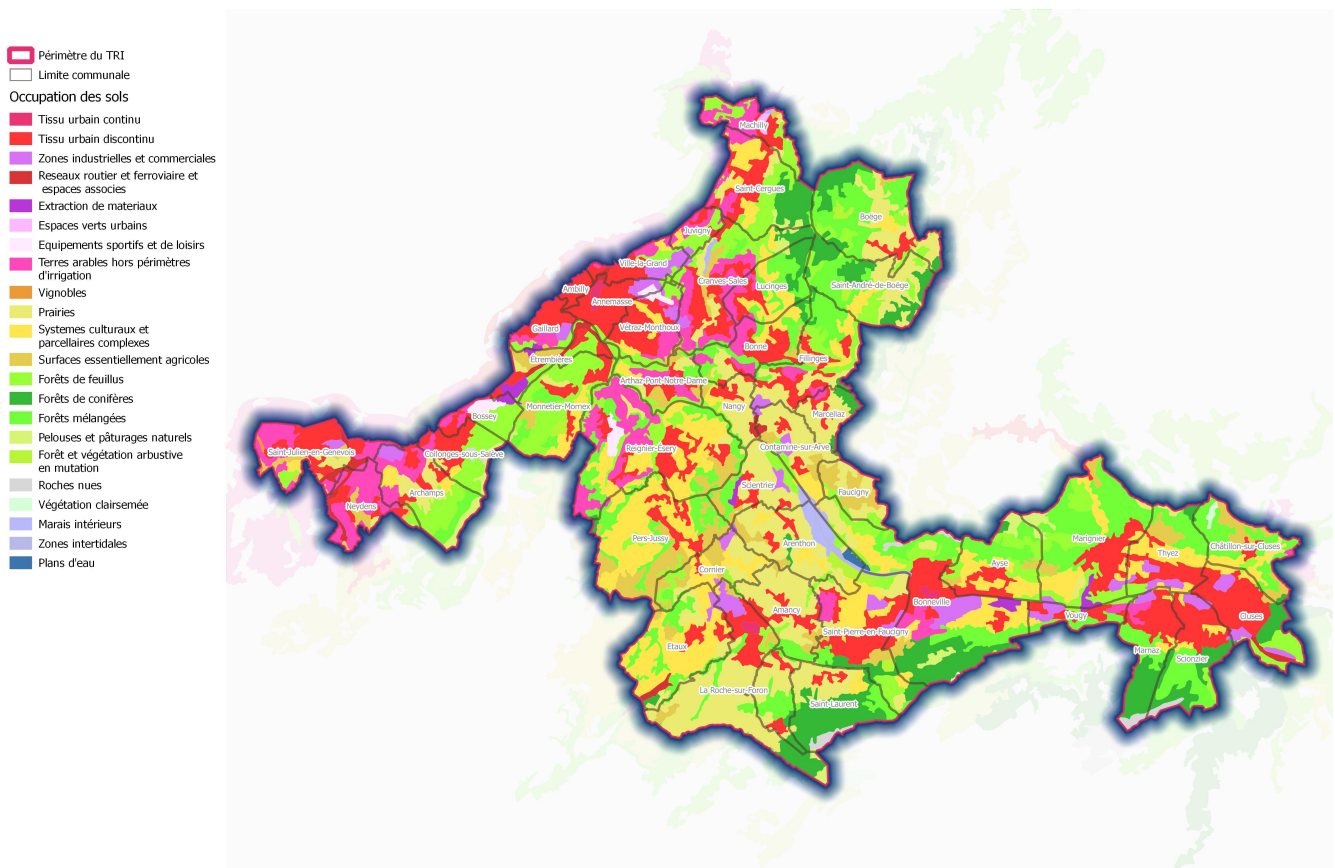 Périmètre du TRI
Limite communale
Occupation des sols
Tissu urbain continu
Tissu urbain discontinu
Zones industrielles et commerciales
Reseaux routier et ferroviaire et
espaces associes
Extraction de materiaux
Espaces verts urbains
Equipements sportifs et de loisirs
Terres arables hors périmètres
d'irrigation
Vignobles
Prairies
Systemes culturaux et
parcellaires complexes
Surfaces essentiellement agricoles
Forêts de feuillus
Forêts de conifères
Forêts mélangées
Pelouses et pâturages naturels
Forêt et végétation arbustive
en mutation
Roches nues
Végétation clairsemée
Marais intérieurs
Zones intertidales
Plans d'eau
Machilly
Saint-Cergues
Boëge
Juvigny
Ville-la-Grand
Cranves-Sales
Lucinges
Saint-André-de-Boëge
Ambilly
Annemasse
Gaillard
Vétraz-Monthoux
Bonne
Fillinges
Etrembières
Arthaz-Pont-Notre-Dame
Monnetier-Mornex
Nangy
Marcellaz
Bossey
Reignier-Ésery
Contamine-sur-Arve
Saint-Julien-en-Genevois
Collonges-sous-Salève
Scientrier
Faucigny
Archamps
Neydens
Pers-Jussy
Arenthon
Marignier
Thyez
Châtillon-sur-Cluses
Cornier
Ayse
Amancy
Bonneville
Vougy
Cluses
Saint-Pierre-en-Faucigny
Etaux
Marnaz
Scionzier
La Roche-sur-Foron
Saint-Laurent